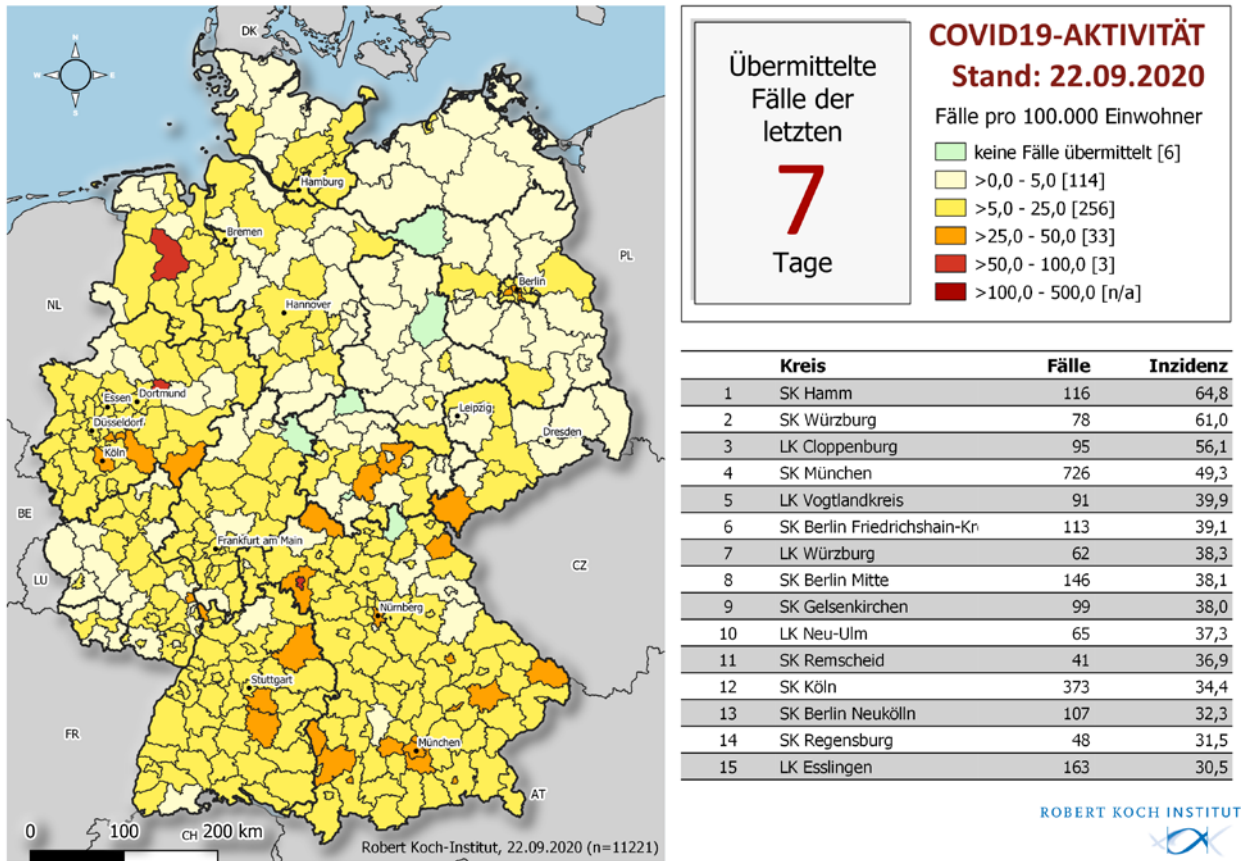 DK
N
W
E
S
Hamburg
Bremen
PL
Berlin
NL
Hannover
Essen
Dortmund
Düsseldorf
Leipzig
Dresden
Köln
BE
Frankfurt am Main
LU
CZ
Nürnberg
Stuttgart
FR
München
AT
0 100 200 km
CH
Robert Koch-Institut, 22.09.2020 (n=11221)
Übermittelte
Fälle der
letzten
7
Tage
COVID19-AKTIVITÄT
Stand: 22.09.2020
Fälle pro 100.000 Einwohner
keine Fälle übermittelt [6]
>0,0 - 5,0 [114]
>5,0 - 25,0 [256]
>25,0 - 50,0 [33]
>50,0 - 100,0 [3]
>100,0 - 500,0 [n/a]
Kreis Fälle Inzidenz
1 SK Hamm 116 64,8
2 SK Würzburg 78 61,0
3 LK Cloppenburg 95 56,1
4 SK München 726 49,3
5 LK Vogtlandkreis 91 39,9
6 SK Berlin Friedrichshain-Kr 113 39,1
7 LK Würzburg 62 38,3
8 SK Berlin Mitte 146 38,1
9 SK Gelsenkirchen 99 38,0
10 LK Neu-Ulm 65 37,3
11 SK Remscheid 41 36,9
12 SK Köln 373 34,4
13 SK Berlin Neukölln 107 32,3
14 SK Regensburg 48 31,5
15 LK Esslingen 163 30,5
ROBERT KOCH INSTITUT